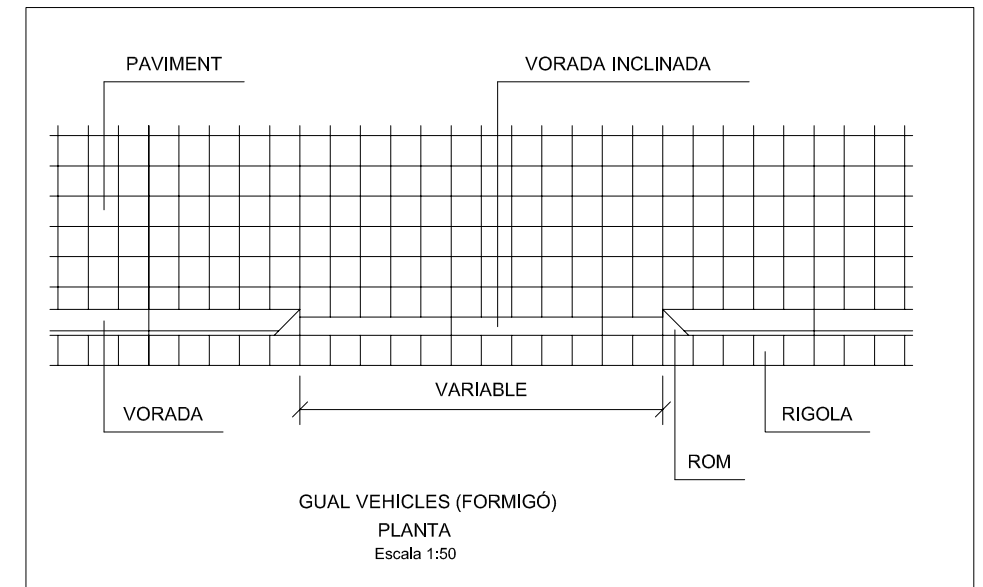 PAVIMENT
VORADA INCLINADA
VARIABLE
VORADA
RIGOLA
ROM
GUAL VEHICLES (FORMIGÓ)
PLANTA
Escala 1:50